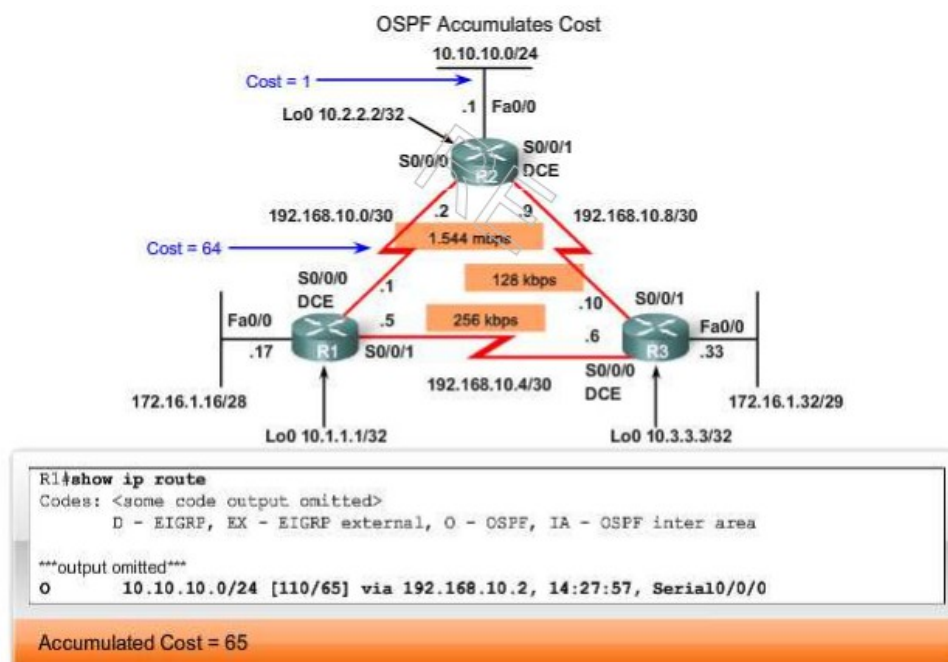 OSPF Accumulates Cost
10.10.10.0/24
Cost = 1
.1 Fa0/0
Lo0 10.2.2.2/32
S0/0/1
DCE
S0/0/0
R2
192.168.10.0/30
.2
.9
192.168.10.8/30
1.544 mbps
Cost = 64
128 kbps
S0/0/0
DCE
.1
.10
S0/0/1
Fa0/0
.5
256 kbps
.6
Fa0/0
.17
R1
S0/0/1
R3
.33
192.168.10.4/30
S0/0/0
DCE
172.16.1.16/28
172.16.1.32/29
Lo0 10.1.1.1/32
Lo0 10.3.3.3/32
R1#show ip route
Codes: <some code output omitted>
D - EIGRP, EX - EIGRP external, O - OSPF, IA - OSPF inter area
***output omitted***
O 10.10.10.0/24 [110/65] via 192.168.10.2, 14:27:57, Serial0/0/0
Accumulated Cost = 65